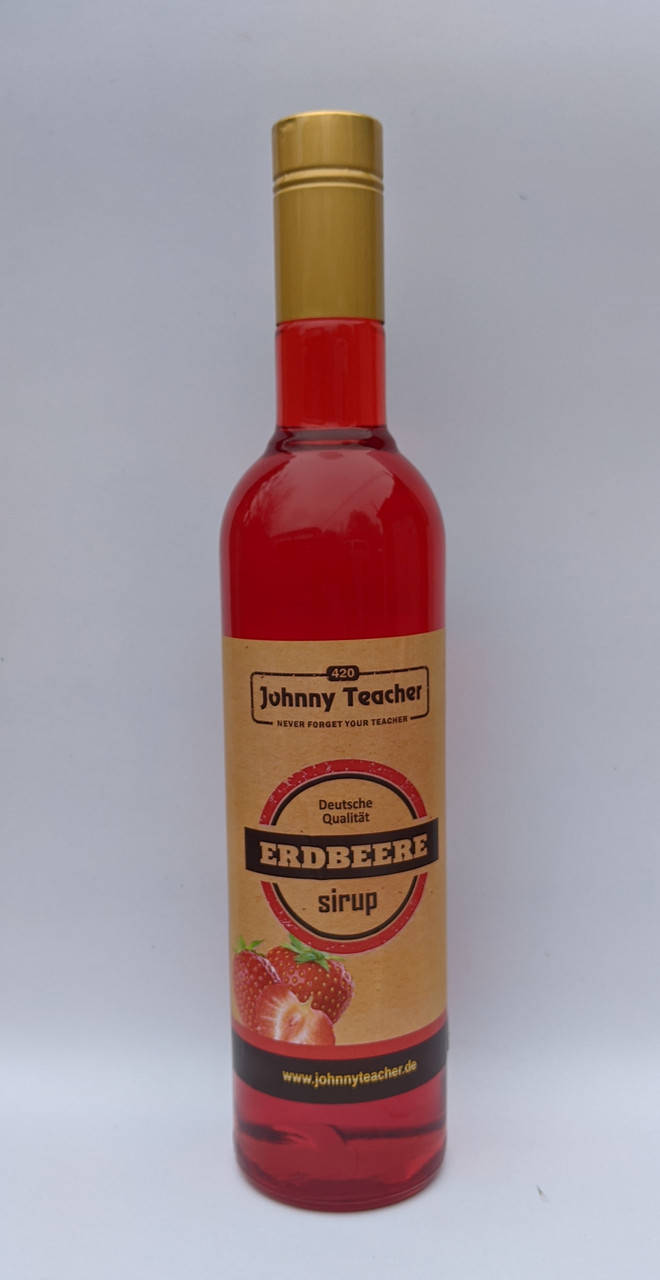 420
Johnny Teacher
NEVER FORGET YOUR TEACHER
Deutsche
Qualität
ERDBEERE
sirup
www.johnnyteacher.de